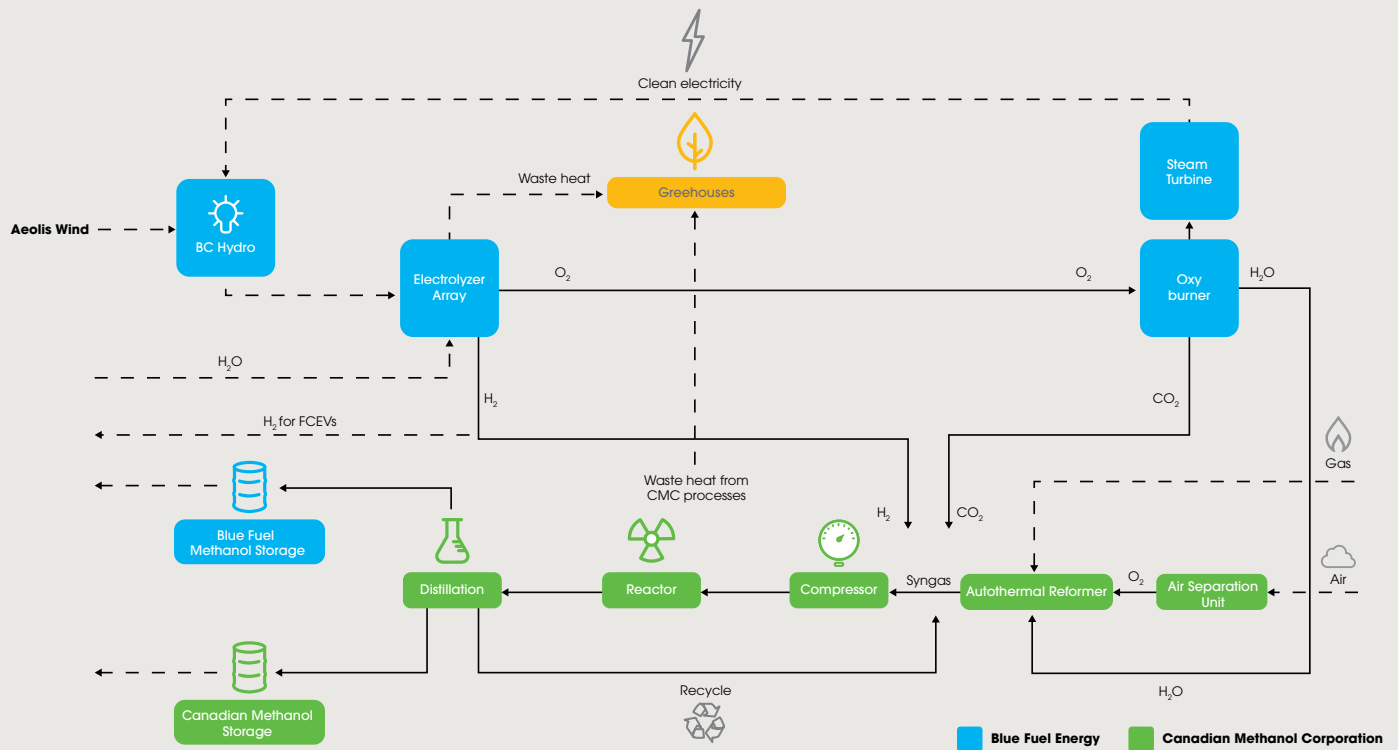 Clean electricity
Steam
Turbine
Waste heat
Greehouses
Aeolis Wind
BC Hydro
Electrolyzer
Array
O₂
O₂
Oxy
burner
H₂O
H₂O
H₂
CO₂
H₂ for FCEVs
Gas
Waste heat from
CMC processes
H₂
CO₂
Blue Fuel
Methanol Storage
Distillation
Reactor
Compressor
Syngas
Autothermal Reformer
O₂
Air Separation
Unit
Air
Recycle
H₂O
Canadian Methanol
Storage
Blue Fuel Energy
Canadian Methanol Corporation